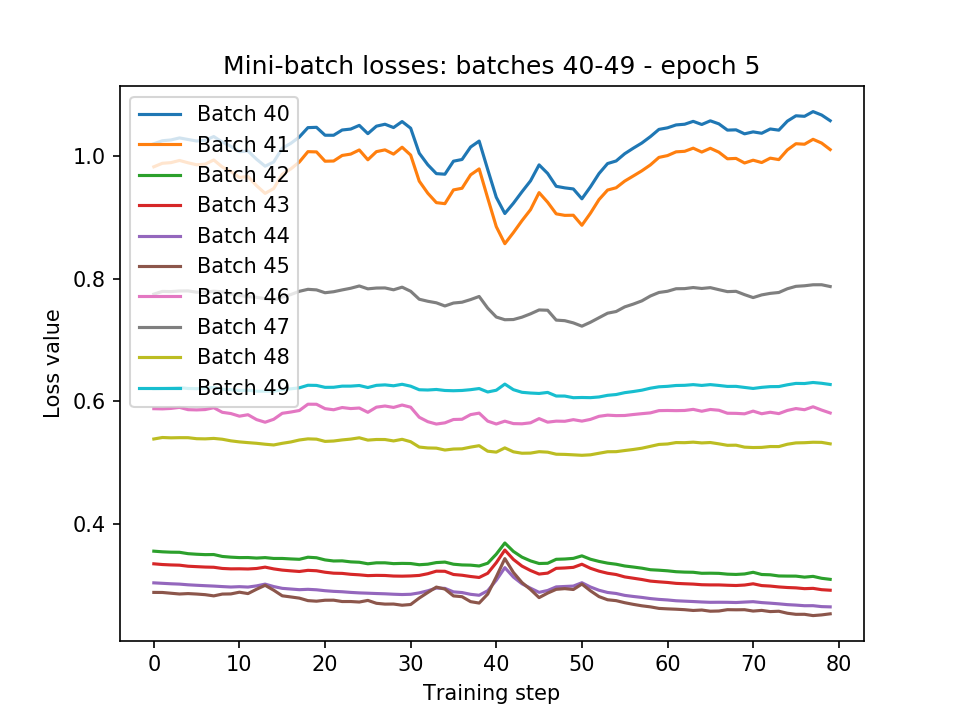 Mini-batch losses: batches 40-49 - epoch 5
Batch 40
Batch 41
Batch 42
Batch 43
Batch 44
Batch 45
Batch 46
Batch 47
Batch 48
Batch 49
1.0
0.8
0.6
0.4
Loss value
0 10 20 30 40 50 60 70 80
Training step